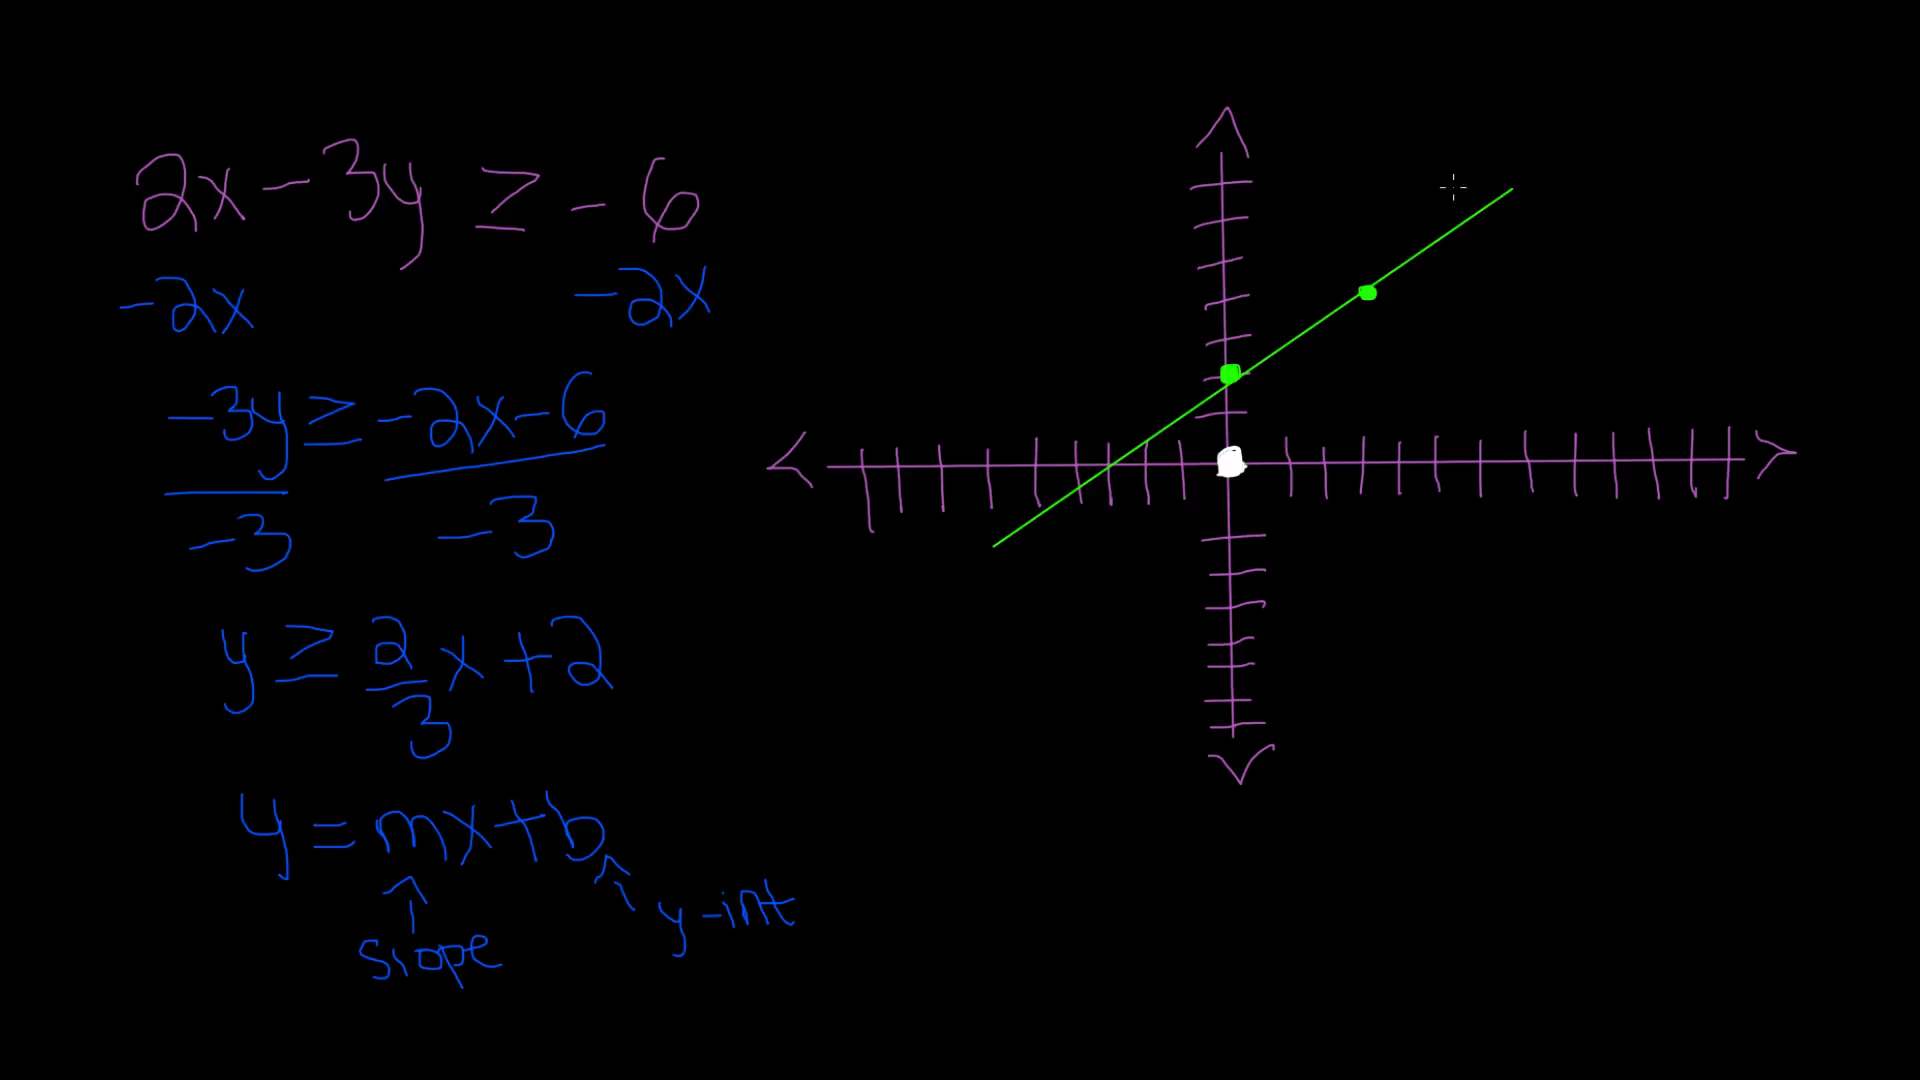 2x - 3y ≥ - 6
-2x -2x
-3y ≥ -2x - 6
-3 -3
y ≥ 2/3 x + 2
y = mx + b
y-int
slope